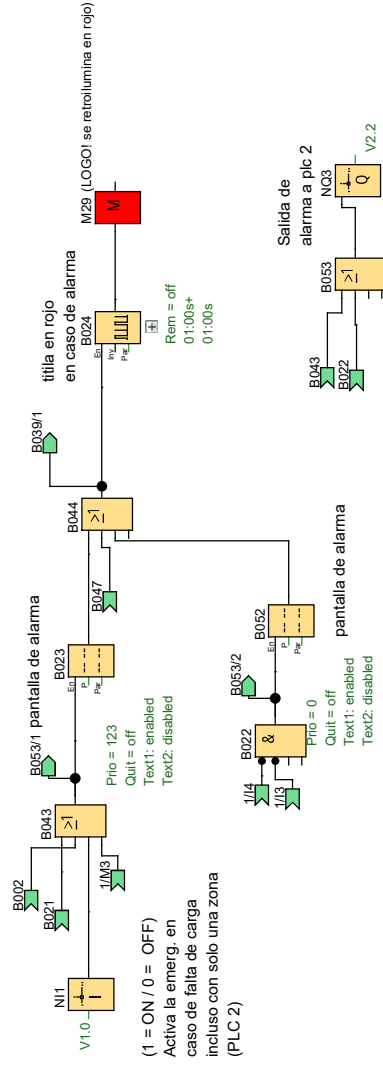 NI1
V1.0
I
(1 = ON / 0 = OFF)
Activa la emerg. en
caso de falta de carga
incluso con solo una zona
(PLC 2)
B002
B021
1/M3
B043
≥1
B053/1
pantalla de alarma
B023
En
P
Par
Prio = 123
Quit = off
Text1: enabled
Text2: disabled
B047
B044
≥1
B039/1
titila en rojo
en caso de alarma
B024
En
Inv
Par
+
Rem = off
01:00s+
01:00s
M29 (LOGO! se retroilumina en rojo)
M
1/I4
1/I3
B022
&
B053/2
Prio = 0
Quit = off
Text1: enabled
Text2: disabled
B052
En
P
Par
pantalla de alarma
B043
B022
B053
≥1
Salida de
alarma a plc 2
NQ3
Q
V2.2